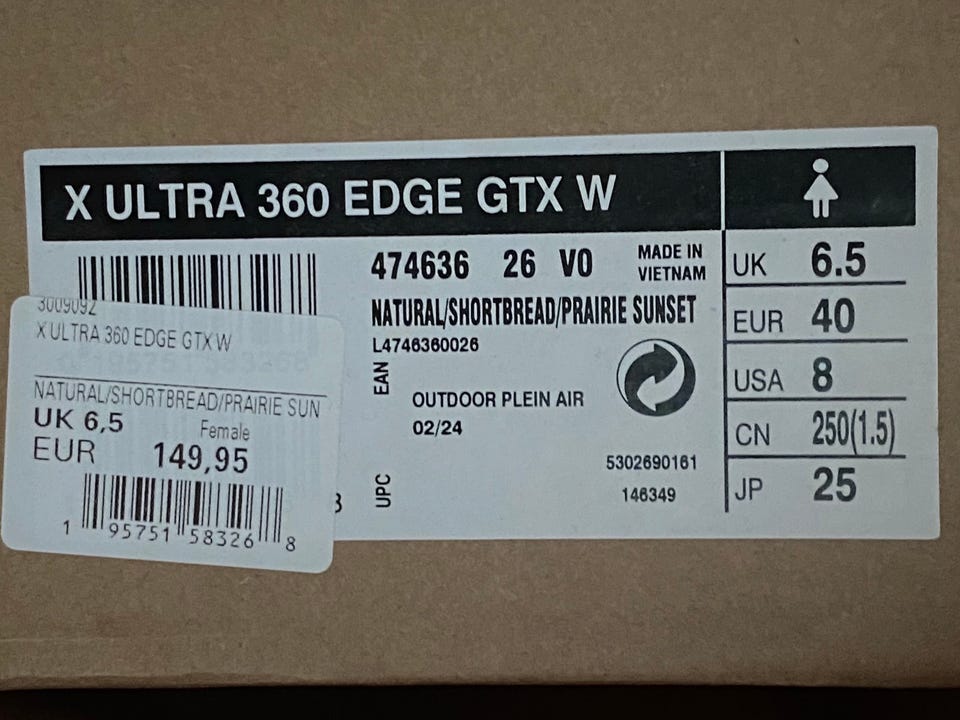 X ULTRA 360 EDGE GTX W
474636 26 V0 MADE IN VIETNAM
NATURAL/SHORTBREAD/PRAIRIE SUNSET
L4746360026
EAN
OUTDOOR PLEIN AIR
02/24
5302690161
146349
UPC
UK 6.5
EUR 40
USA 8
CN 250(1.5)
JP 25
3009092
X ULTRA 360 EDGE GTX W
NATURAL/SHORTBREAD/PRAIRIE SUN
UK 6,5 Female
EUR 149,95
1 95751 58326 8